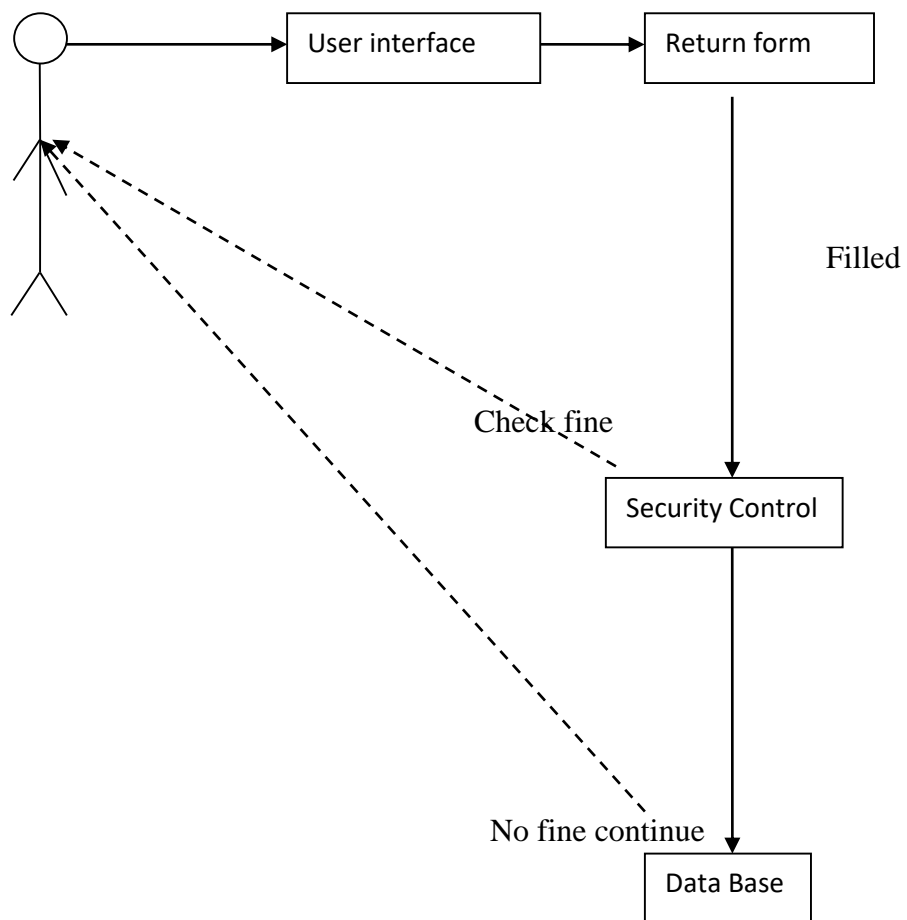 User interface
Return form
Filled
Check fine
Security Control
No fine continue
Data Base